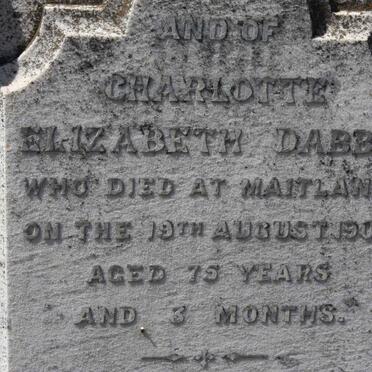 AND OF
CHARLOTTE
ELIZABETH DABB
WHO DIED AT MAITLAN
ON THE 19TH AUGUST.190
AGED 75 YEARS
AND 3 MONTHS."